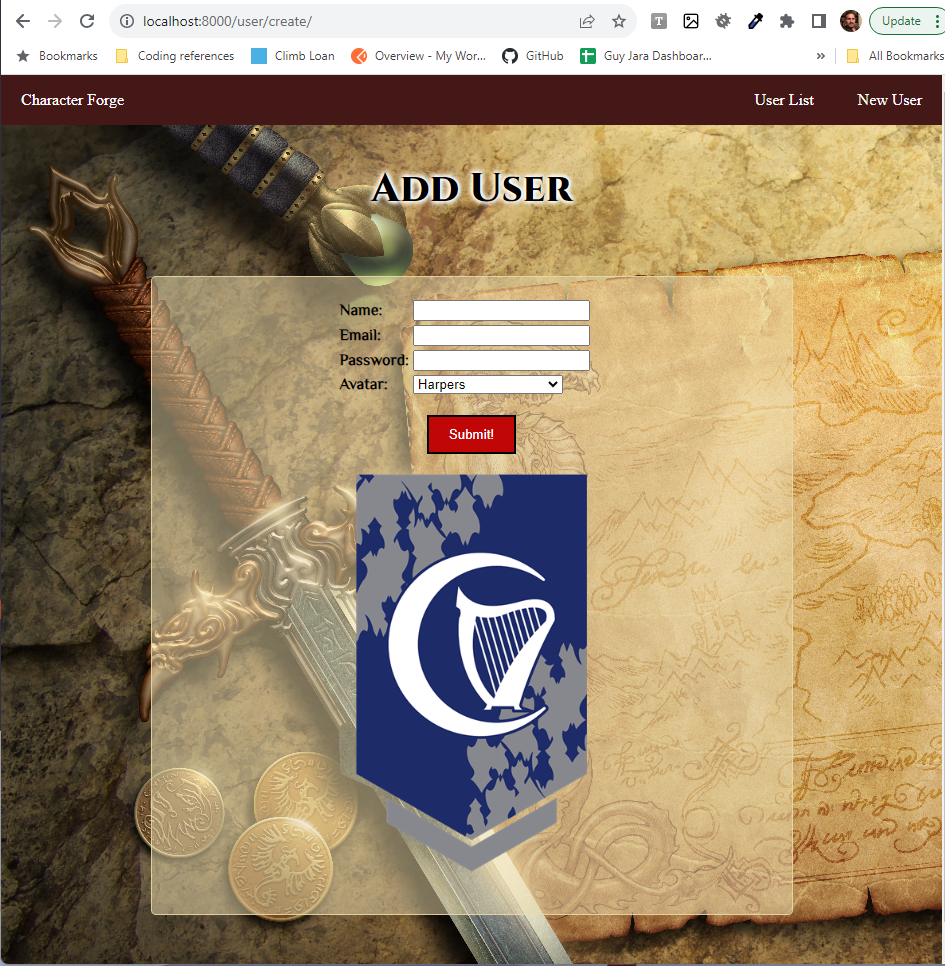 localhost:8000/user/create/
Update
Bookmarks
Coding references
Climb Loan
Overview - My Wor...
GitHub
Guy Jara Dashboar...
»
All Bookmarks
Character Forge
User List
New User
Add User
Name:
Email:
Password:
Avatar:
Harpers
Submit!